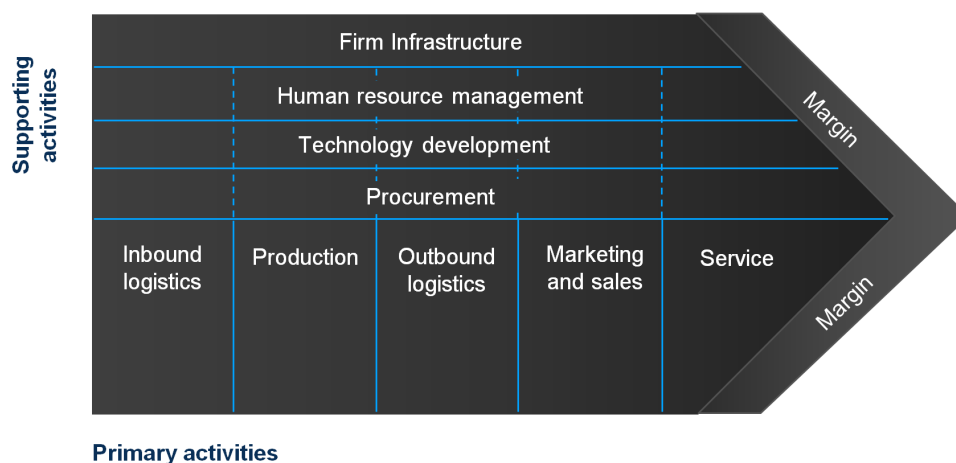 Supporting
activities
Firm Infrastructure
Human resource management
Technology development
Procurement
Inbound
logistics
Production
Outbound
logistics
Marketing
and sales
Service
Margin
Margin
Primary activities